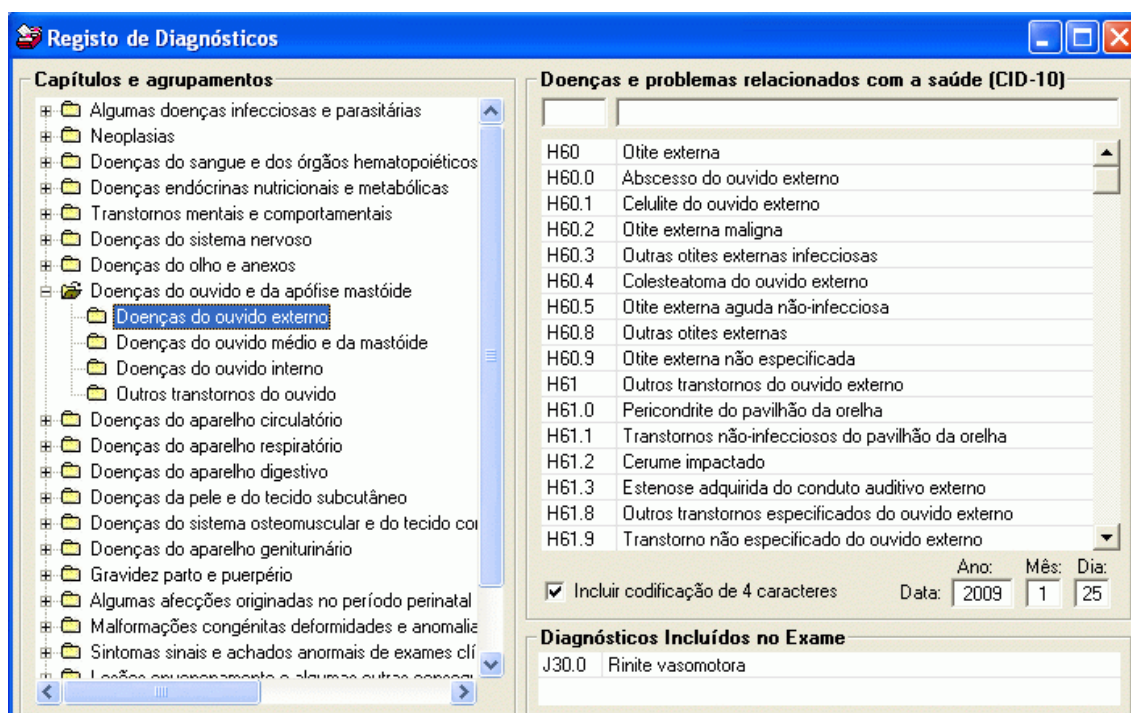 Registo de Diagnósticos
Capítulos e agrupamentos
Algumas doenças infecciosas e parasitárias
Neoplasias
Doenças do sangue e dos órgãos hematopoiéticos
Doenças endócrinas nutricionais e metabólicas
Transtornos mentais e comportamentais
Doenças do sistema nervoso
Doenças do olho e anexos
Doenças do ouvido e da apófise mastóide
Doenças do ouvido externo
Doenças do ouvido médio e da mastóide
Doenças do ouvido interno
Outros transtornos do ouvido
Doenças do aparelho circulatório
Doenças do aparelho respiratório
Doenças do aparelho digestivo
Doenças da pele e do tecido subcutâneo
Doenças do sistema osteomuscular e do tecido
Doenças do aparelho geniturinário
Gravidez parto e puerpério
Algumas afecções originadas no período perinatal
Malformações congénitas deformidades e anomalia
Sintomas sinais e achados anormais de exames clí
Doenças e problemas relacionados com a saúde (CID-10)
H60 Otite externa
H60.0 Abscesso do ouvido externo
H60.1 Celulite do ouvido externo
H60.2 Otite externa maligna
H60.3 Outras otites externas infecciosas
H60.4 Colesteatoma do ouvido externo
H60.5 Otite externa aguda não-infecciosa
H60.8 Outras otites externas
H60.9 Otite externa não especificada
H61 Outros transtornos do ouvido externo
H61.0 Pericondrite do pavilhão da orelha
H61.1 Transtornos não-infecciosos do pavilhão da orelha
H61.2 Cerume impactado
H61.3 Estenose adquirida do conduto auditivo externo
H61.8 Outros transtornos especificados do ouvido externo
H61.9 Transtorno não especificado do ouvido externo
Ano: Mês: Dia:
Incluir codificação de 4 caracteres Data: 2009 1 25
Diagnósticos Incluídos no Exame
J30.0 Rinite vasomotora